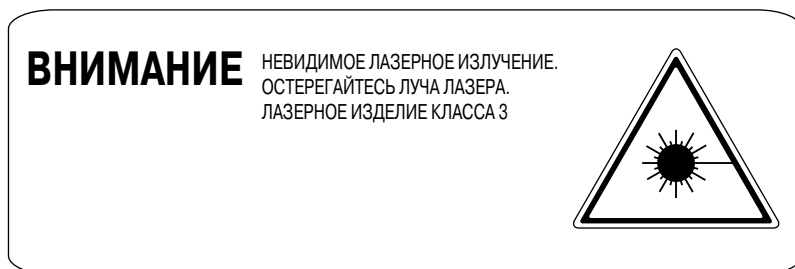 ВНИМАНИЕ
НЕВИДИМОЕ ЛАЗЕРНОЕ ИЗЛУЧЕНИЕ.
ОСТЕРЕГАЙТЕСЬ ЛУЧА ЛАЗЕРА.
ЛАЗЕРНОЕ ИЗДЕЛИЕ КЛАССА 3